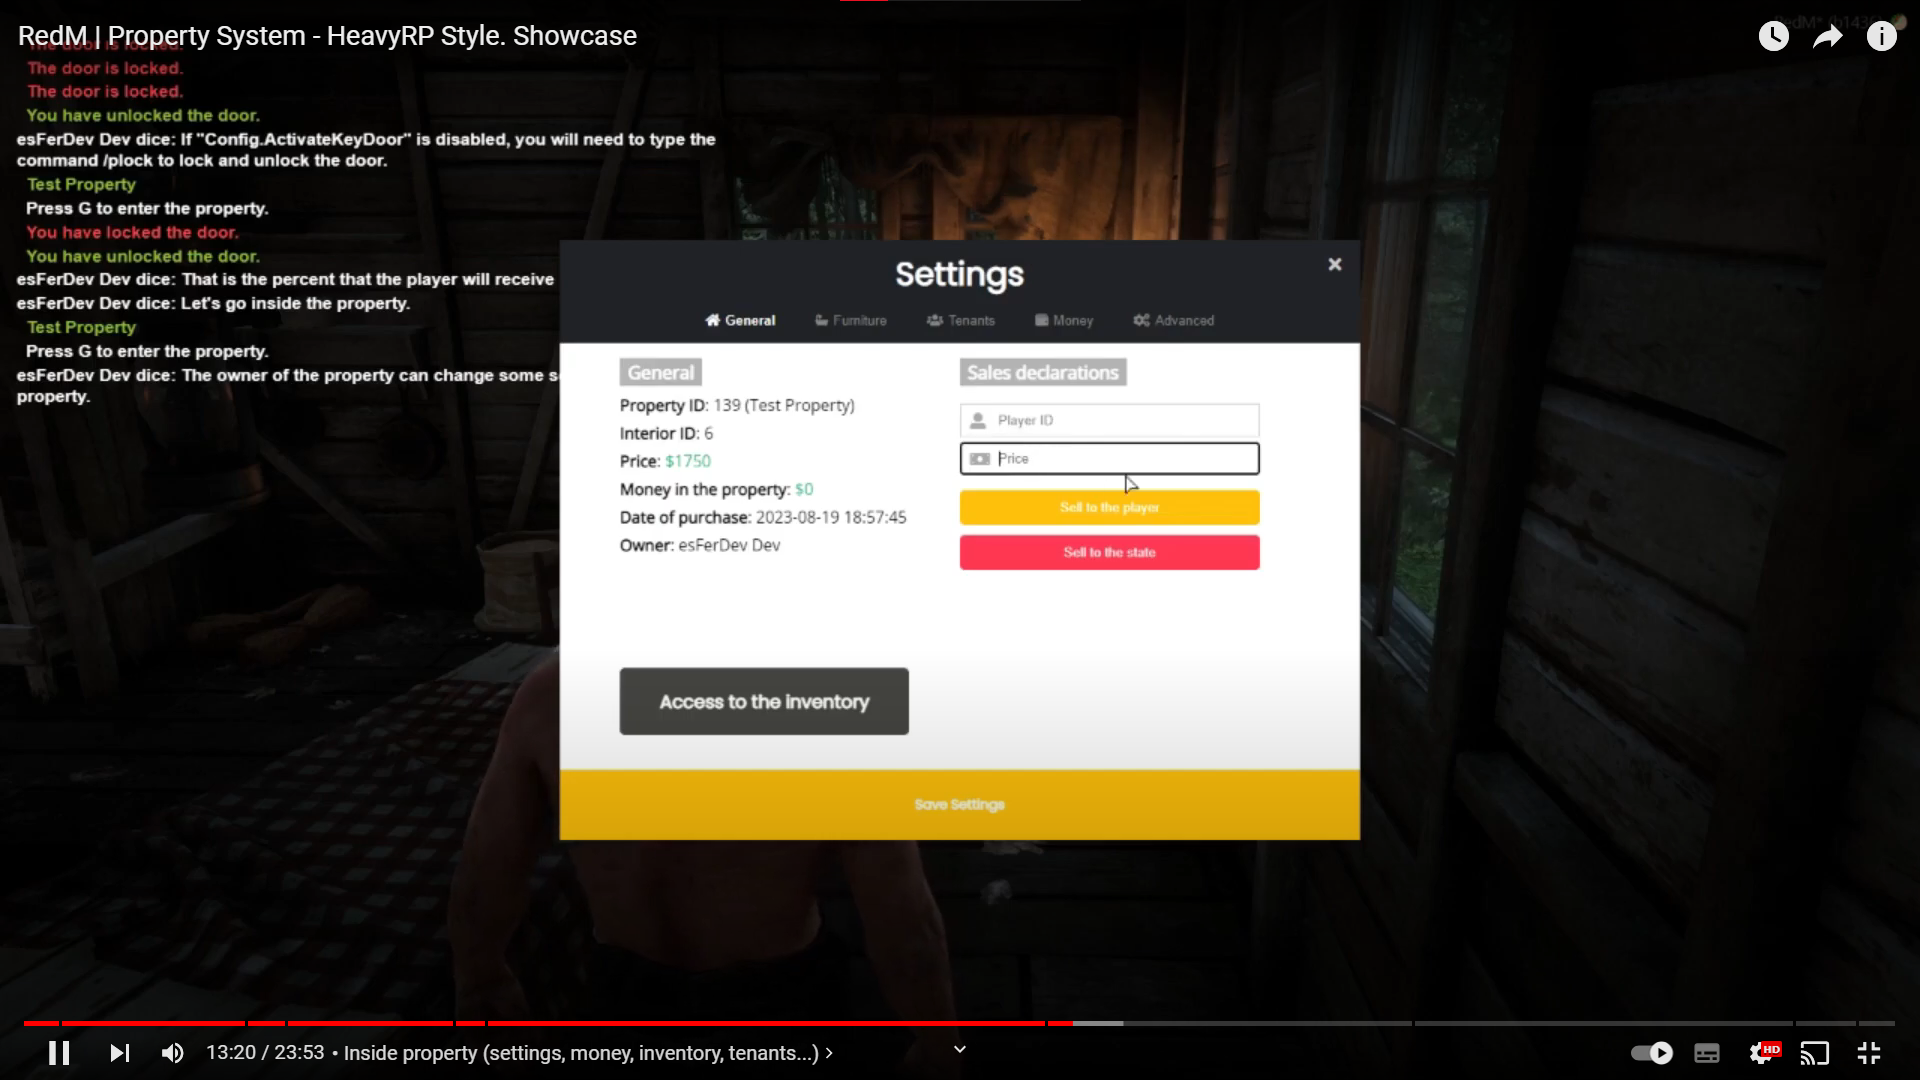 RedM | Property System - HeavyRP Style. Showcase
The door is locked.
The door is locked.
The door is locked.
You have unlocked the door.
esFerDev Dev dice: If "Config.ActivateKeyDoor" is disabled, you will need to type the
command /plock to lock and unlock the door.
Test Property
Press G to enter the property.
You have locked the door.
You have unlocked the door.
esFerDev Dev dice: That is the percent that the player will receive
esFerDev Dev dice: Let's go inside the property.
Test Property
Press G to enter the property.
esFerDev Dev dice: The owner of the property can change some s
property.
Settings
General Furniture Tenants Money Advanced
General
Property ID: 139 (Test Property)
Interior ID: 6
Price: $1750
Money in the property: $0
Date of purchase: 2023-08-19 18:57:45
Owner: esFerDev Dev
Access to the inventory
Sales declarations
Player ID
Price
Sell to the player
Sell to the state
Save Settings
13:20 / 23:53 • Inside property (settings, money, inventory, tenants...) ›
HD